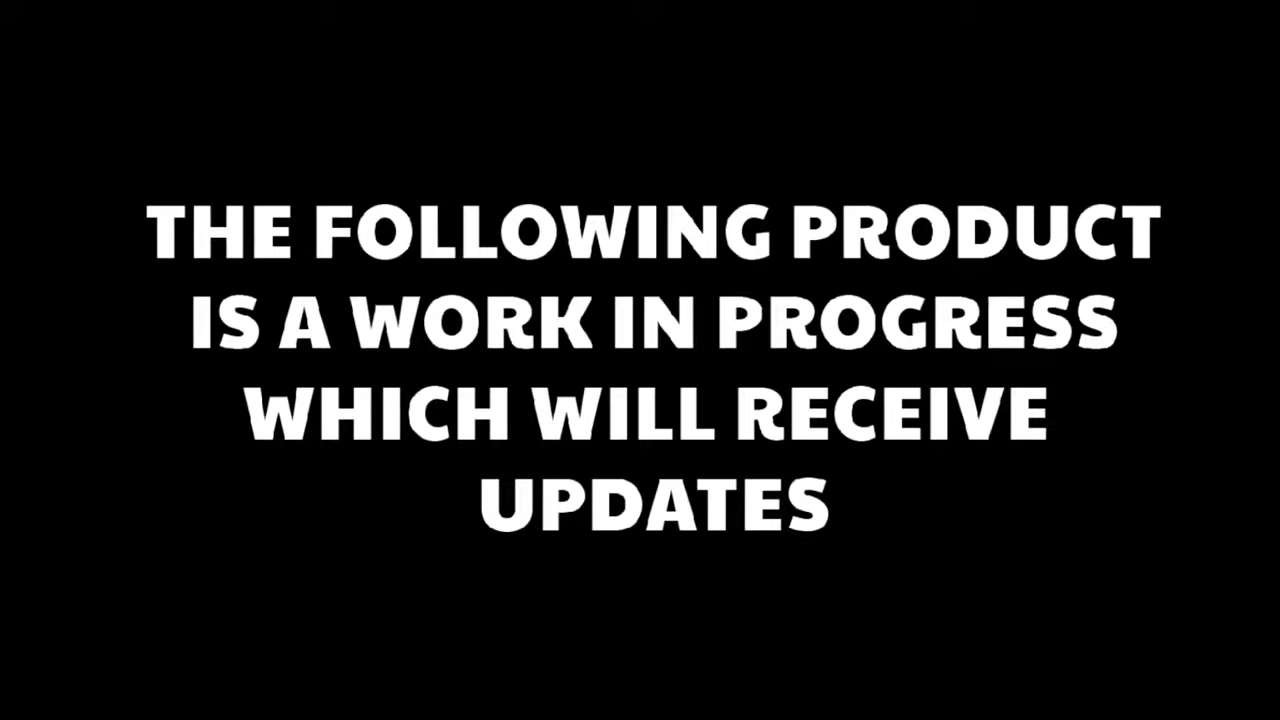 THE FOLLOWING PRODUCT
IS A WORK IN PROGRESS
WHICH WILL RECEIVE
UPDATES